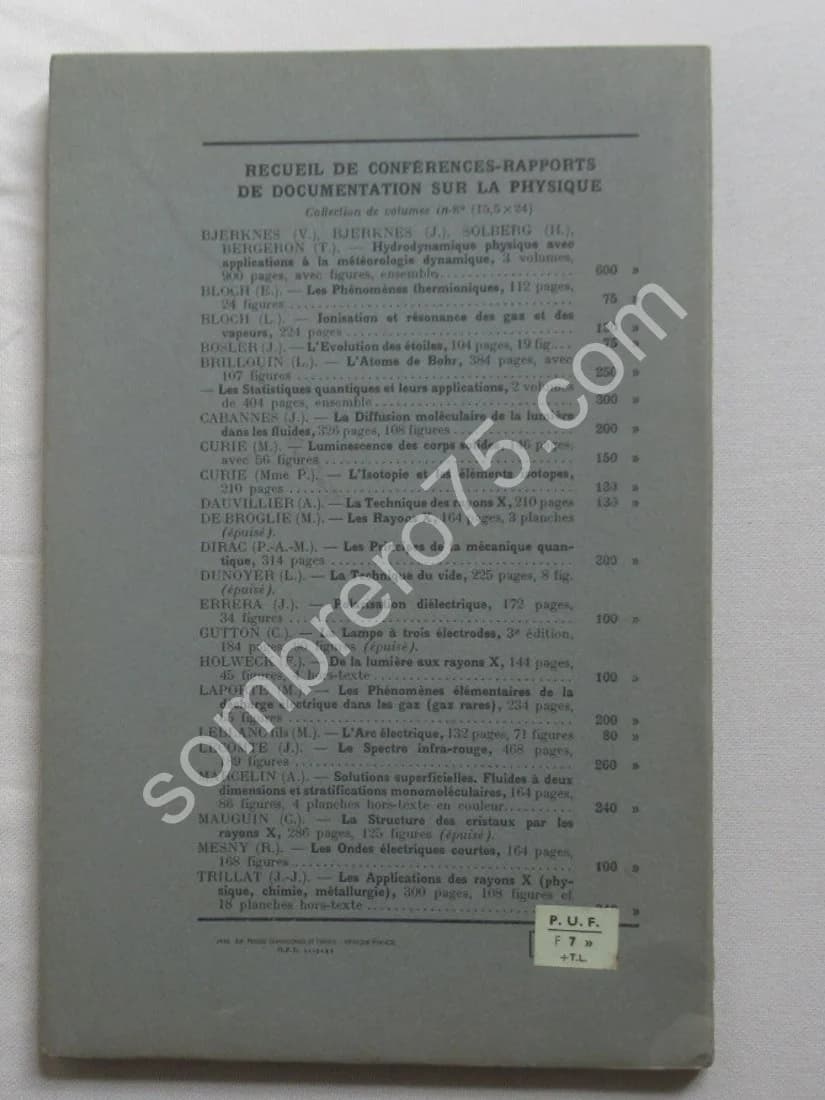 RECUEIL DE CONFÉRENCES-RAPPORTS
DE DOCUMENTATION SUR LA PHYSIQUE
Collection de volumes in-8° (15,5 × 24)
BJERKNES (V.), BJERKNES (J.), SOLBERG (H.),
BERGERON (T.). — Hydrodynamique physique avec
applications à la météorologie dynamique, 3 volumes,
900 pages, avec figures, ensemble 600 »
BLOCH (E.). — Les Phénomènes thermioniques, 112 pages,
24 figures 75 »
BLOCH (L.). — Ionisation et résonance des gaz et des
vapeurs, 224 pages »
BOSLER (J.). — L'Evolution des étoiles, 104 pages, 19 fig. 75 »
BRILLOUIN (L.). — L'Atome de Bohr, 384 pages, avec
107 figures 250 »
— Les Statistiques quantiques et leurs applications, 2 volumes
de 404 pages, ensemble 300 »
CABANNES (J.). — La Diffusion moléculaire de la lumière
dans les fluides, 326 pages, 108 figures 200 »
CURIE (M.). — Luminescence des corps pages,
avec 56 figures 150 »
CURIE (Mme P.). — L'Isotopie et les éléments isotopes,
210 pages 130 »
DAUVILLIER (A.). — La Technique des rayons X, 210 pages 130 »
DE BROGLIE (M.). — Les Rayons X, 164 pages, 3 planches
(épuisé).
DIRAC (P.-A.-M.). — Les Principes de la mécanique quan-
tique, 314 pages 200 »
DUNOYER (L.). — La Technique du vide, 225 pages, 8 fig.
(épuisé).
ERRERA (J.). — Polarisation diélectrique, 172 pages,
34 figures 100 »
GUTTON (C.). — Lampe à trois électrodes, 3e édition,
184 pages figures (épuisé).
HOLWECK (F.). — De la lumière aux rayons X, 144 pages,
45 figures, hors-texte 100 »
LAPORTE (M.). — Les Phénomènes élémentaires de la
décharge électrique dans les gaz (gaz rares), 234 pages,
figures 200 »
LEBLANC fils (M.). — L'Arc électrique, 132 pages, 71 figures 80 »
LECOMTE (J.). — Le Spectre infra-rouge, 468 pages,
figures 260 »
MARCELIN (A.). — Solutions superficielles. Fluides à deux
dimensions et stratifications monomoléculaires, 164 pages,
86 figures, 4 planches hors-texte en couleur 240 »
MAUGUIN (C.). — La Structure des cristaux par les
rayons X, 286 pages, 125 figures (épuisé).
MESNY (R.). — Les Ondes électriques courtes, 164 pages,
168 figures 100 »
TRILLAT (J.-J.). — Les Applications des rayons X (phy-
sique, chimie, métallurgie), 300 pages, 108 figures et
18 planches hors-texte »
P. U. F.
F 7 »
+T.L.
sombrero75.com